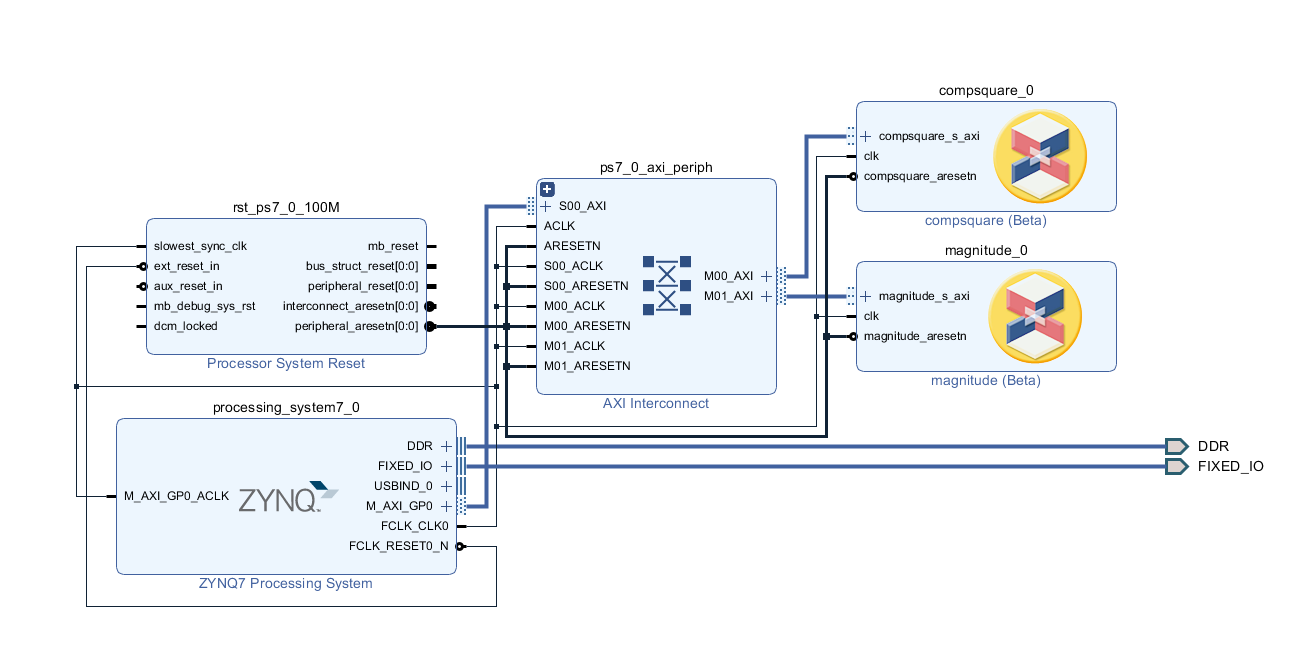 compsquare_0
compsquare_s_axi
clk
compsquare_aresetn
compsquare (Beta)
ps7_0_axi_periph
S00_AXI
ACLK
ARESETN
S00_ACLK
S00_ARESETN
M00_ACLK
M00_ARESETN
M01_ACLK
M01_ARESETN
M00_AXI
M01_AXI
AXI Interconnect
rst_ps7_0_100M
slowest_sync_clk
ext_reset_in
aux_reset_in
mb_debug_sys_rst
dcm_locked
mb_reset
bus_struct_reset[0:0]
peripheral_reset[0:0]
interconnect_aresetn[0:0]
peripheral_aresetn[0:0]
Processor System Reset
magnitude_0
magnitude_s_axi
clk
magnitude_aresetn
magnitude (Beta)
processing_system7_0
M_AXI_GP0_ACLK
ZYNQ
DDR
FIXED_IO
USBIND_0
M_AXI_GP0
FCLK_CLK0
FCLK_RESET0_N
ZYNQ7 Processing System
DDR
FIXED_IO